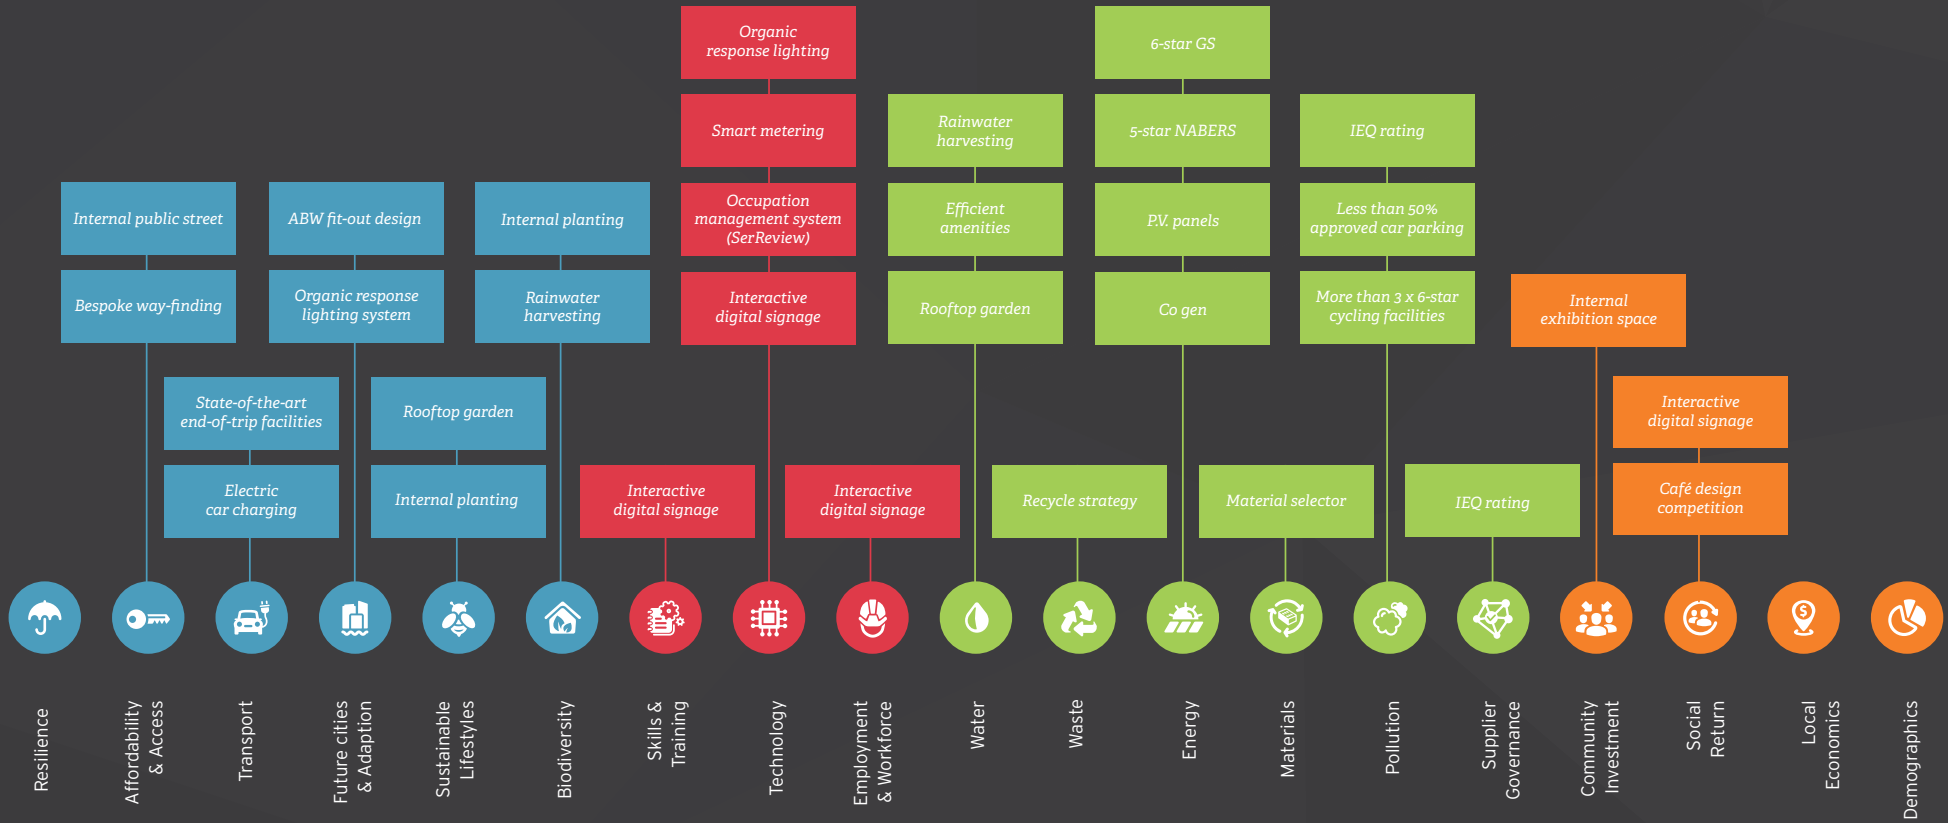 Organic
response lighting
6-star GS
Smart metering
Rainwater
harvesting
5-star NABERS
IEQ rating
Internal public street
ABW fit-out design
Internal planting
Occupation
management system
(SerReview)
Efficient
amenities
P.V. panels
Less than 50%
approved car parking
Bespoke way-finding
Organic response
lighting system
Rainwater
harvesting
Interactive
digital signage
Rooftop garden
Co gen
More than 3 x 6-star
cycling facilities
Internal
exhibition space
State-of-the-art
end-of-trip facilities
Rooftop garden
Interactive
digital signage
Electric
car charging
Internal planting
Interactive
digital signage
Interactive
digital signage
Recycle strategy
Material selector
IEQ rating
Café design
competition
$
Resilience
Affordability
& Access
Transport
Future cities
& Adaption
Sustainable
Lifestyles
Biodiversity
Skills &
Training
Technology
Employment
& Workforce
Water
Waste
Energy
Materials
Pollution
Supplier
Governance
Community
Investment
Social
Return
Local
Economics
Demographics